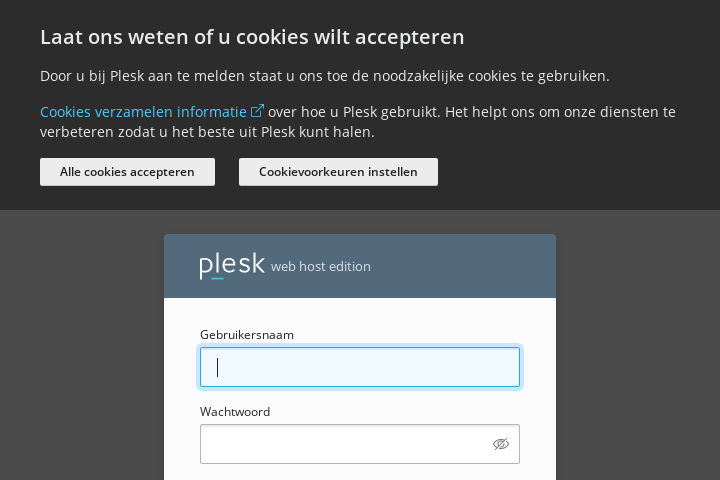 Laat ons weten of u cookies wilt accepteren
Door u bij Plesk aan te melden staat u ons toe de noodzakelijke cookies te gebruiken.
Cookies verzamelen informatie over hoe u Plesk gebruikt. Het helpt ons om onze diensten te
verbeteren zodat u het beste uit Plesk kunt halen.
Alle cookies accepteren
Cookievoorkeuren instellen
plesk web host edition
Gebruikersnaam
Wachtwoord